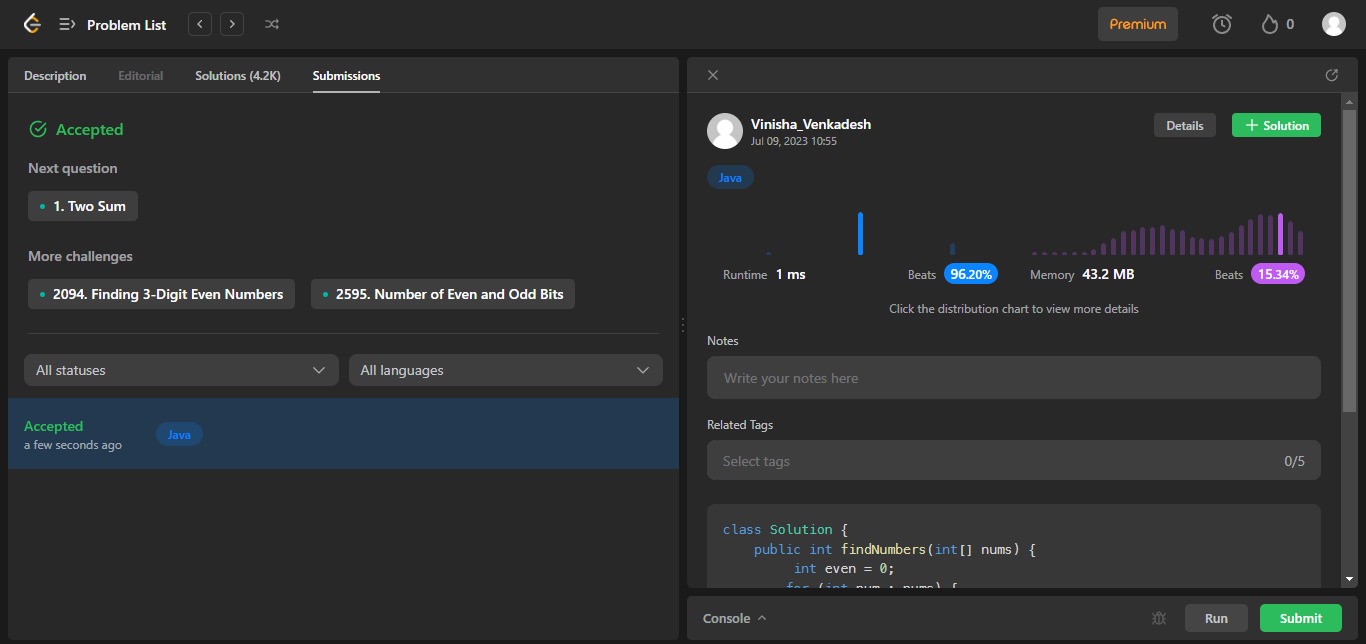 Problem List
Premium
0
Description Editorial Solutions (4.2K) Submissions
Accepted
Next question
1. Two Sum
More challenges
2094. Finding 3-Digit Even Numbers
2595. Number of Even and Odd Bits
All statuses
All languages
Accepted
a few seconds ago
Java
Vinisha_Venkadesh
Jul 09, 2023 10:55
Details
+ Solution
Java
Runtime 1 ms Beats 96.20%
Memory 43.2 MB Beats 15.34%
Click the distribution chart to view more details
Notes
Write your notes here
Related Tags
Select tags 0/5
class Solution {
public int findNumbers(int[] nums) {
int even = 0;
for (int num : nums) {
Console
Run
Submit